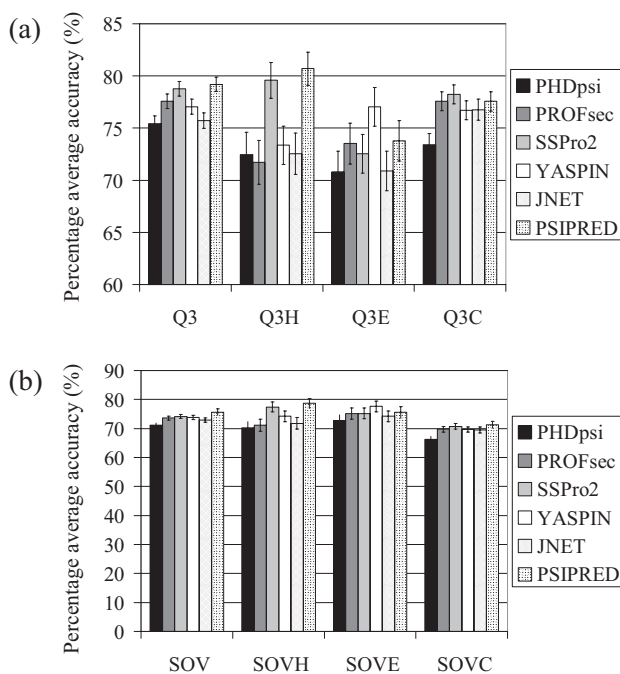 (a)
Percentage average accuracy (%)
85
80
75
70
65
60
Q3 Q3H Q3E Q3C
PHDpsi
PROFsec
SSPro2
YASPIN
JNET
PSIPRED
(b)
Percentage average accuracy (%)
90
80
70
60
50
40
30
20
10
0
SOV SOVH SOVE SOVC
PHDpsi
PROFsec
SSPro2
YASPIN
JNET
PSIPRED